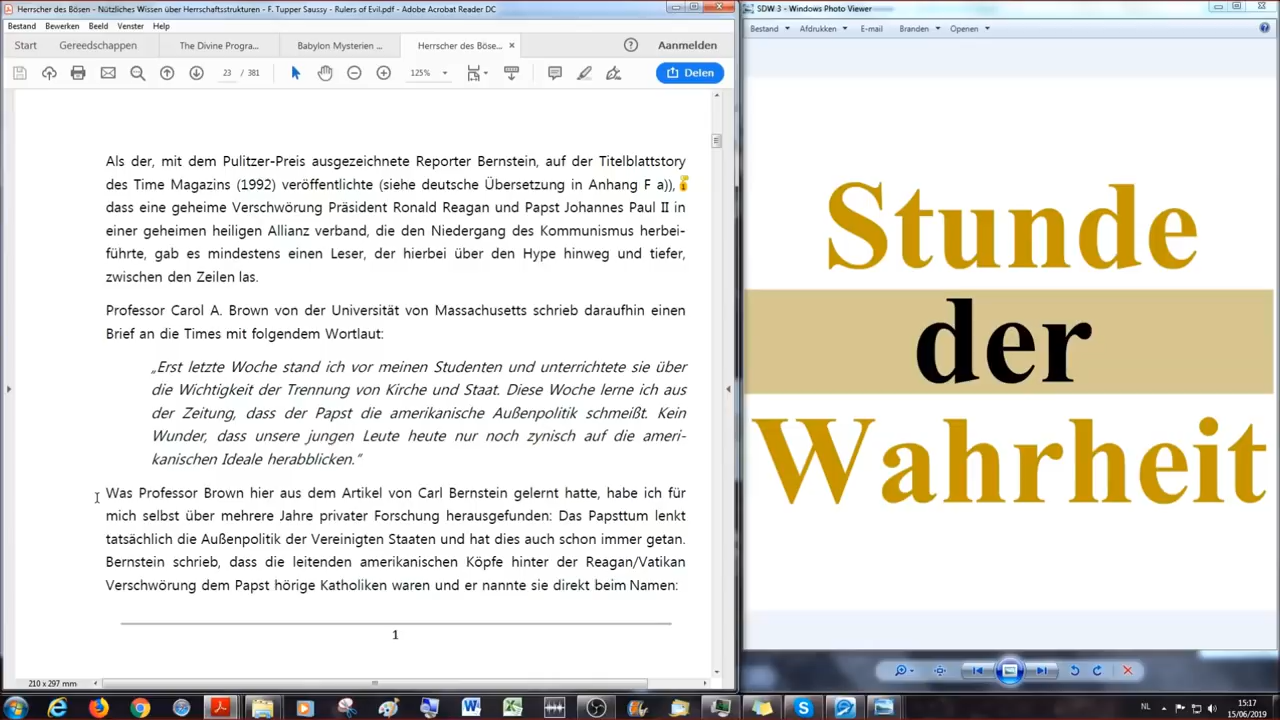 Herrscher des Bösen - Nützliches Wissen über Herrschaftsstrukturen - F. Tupper Saussy - Rulers of Evil.pdf - Adobe Acrobat Reader DC
Bestand Bewerken Beeld Venster Help
Start Gereedschappen The Divine Progra... Babylon Mysterien ... Herrscher des Böse... × Anmelden
23 / 381 125% Delen
Als der, mit dem Pulitzer-Preis ausgezeichnete Reporter Bernstein, auf der Titelblattstory
des Time Magazins (1992) veröffentlichte (siehe deutsche Übersetzung in Anhang F a)),
dass eine geheime Verschwörung Präsident Ronald Reagan und Papst Johannes Paul II in
einer geheimen heiligen Allianz verband, die den Niedergang des Kommunismus herbei-
führte, gab es mindestens einen Leser, der hierbei über den Hype hinweg und tiefer,
zwischen den Zeilen las.
Professor Carol A. Brown von der Universität von Massachusetts schrieb daraufhin einen
Brief an die Times mit folgendem Wortlaut:
„Erst letzte Woche stand ich vor meinen Studenten und unterrichtete sie über
die Wichtigkeit der Trennung von Kirche und Staat. Diese Woche lerne ich aus
der Zeitung, dass der Papst die amerikanische Außenpolitik schmeißt. Kein
Wunder, dass unsere jungen Leute heute nur noch zynisch auf die ameri-
kanischen Ideale herabblicken.“
Was Professor Brown hier aus dem Artikel von Carl Bernstein gelernt hatte, habe ich für
mich selbst über mehrere Jahre privater Forschung herausgefunden: Das Papsttum lenkt
tatsächlich die Außenpolitik der Vereinigten Staaten und hat dies auch schon immer getan.
Bernstein schrieb, dass die leitenden amerikanischen Köpfe hinter der Reagan/Vatikan
Verschwörung dem Papst hörige Katholiken waren und er nannte sie direkt beim Namen:
1
210 x 297 mm
SDW 3 - Windows Photo Viewer
Bestand Afdrukken E-mail Branden Openen
Stunde
der
Wahrheit
NL 15:17
15/06/2019